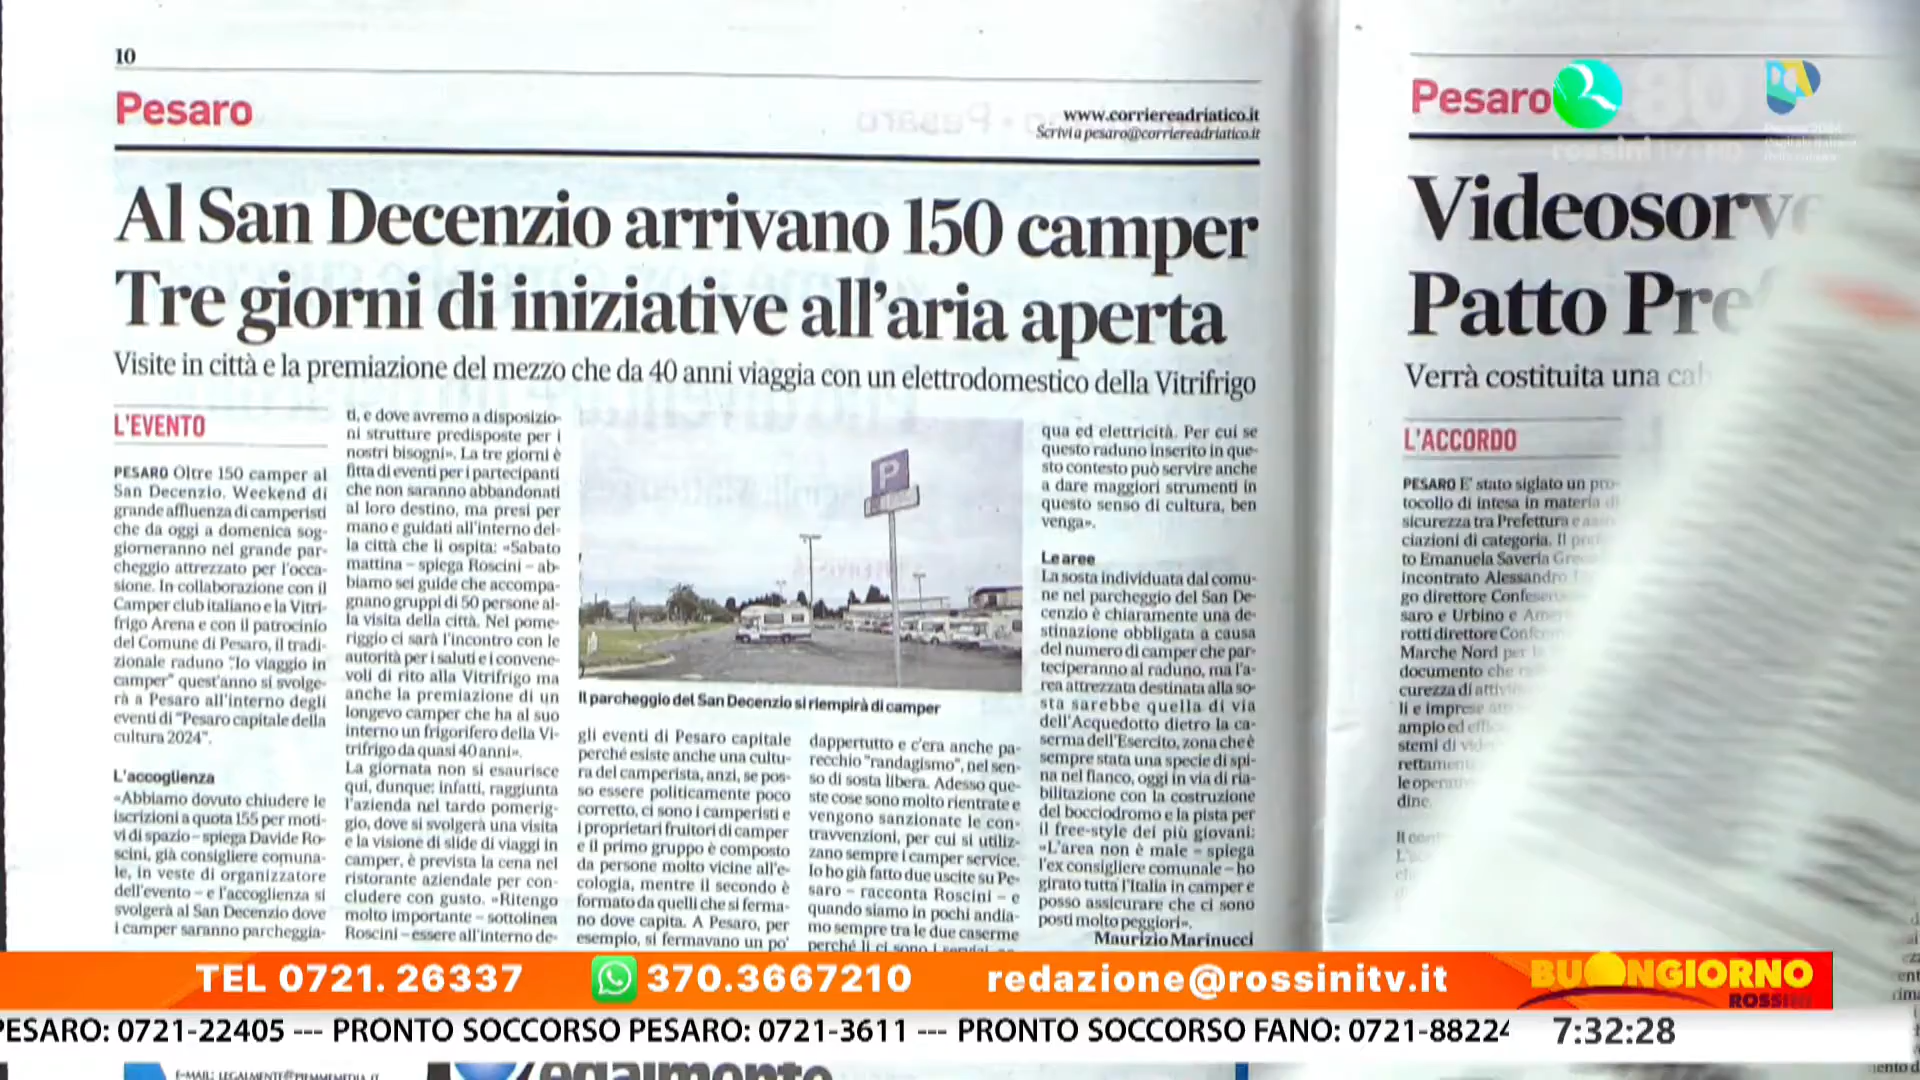 10
Pesaro
www.corriereadriatico.it
Scrivi a pesaro@corriereadriatico.it
Al San Decenzio arrivano 150 camper
Tre giorni di iniziative all'aria aperta
Visite in città e la premiazione del mezzo che da 40 anni viaggia con un elettrodomestico della Vitrifrigo
L'EVENTO
PESARO Oltre 150 camper al
San Decenzio. Weekend di
grande affluenza di camperisti
che da oggi a domenica sog-
giorneranno nel grande par-
cheggio attrezzato per l'occa-
sione. In collaborazione con il
Camper club italiano e la Vitri-
frigo Arena e con il patrocinio
del Comune di Pesaro, il tradi-
zionale raduno "Io viaggio in
camper" quest'anno si svolge-
rà a Pesaro all'interno degli
eventi di "Pesaro capitale della
cultura 2024".
L'accoglienza
«Abbiamo dovuto chiudere le
iscrizioni a quota 155 per moti-
vi di spazio – spiega Davide Ro-
scini, già consigliere comuna-
le, in veste di organizzatore
dell'evento – e l'accoglienza si
svolgerà al San Decenzio dove
i camper saranno parcheggia-
ti, e dove avremo a disposizio-
ni strutture predisposte per i
nostri bisogni». La tre giorni è
fitta di eventi per i partecipanti
che non saranno abbandonati
al loro destino, ma presi per
mano e guidati all'interno del-
la città che li ospita: «Sabato
mattina – spiega Roscini – ab-
biamo sei guide che accompa-
gnano gruppi di 50 persone al-
la visita della città. Nel pome-
riggio ci sarà l'incontro con le
autorità per i saluti e i convene-
voli di rito alla Vitrifrigo ma
anche la premiazione di un
longevo camper che ha al suo
interno un frigorifero della Vi-
trifrigo da quasi 40 anni».
La giornata non si esaurisce
qui, dunque: infatti, raggiunta
l'azienda nel tardo pomerig-
gio, dove si svolgerà una visita
e la visione di slide di viaggi in
camper, è prevista la cena nel
ristorante aziendale per con-
cludere con gusto. «Ritengo
molto importante – sottolinea
Roscini – essere all'interno de-
P
Il parcheggio del San Decenzio si riempirà di camper
gli eventi di Pesaro capitale
perché esiste anche una cultu-
ra del camperista, anzi, se pos-
so essere politicamente poco
corretto, ci sono i camperisti e
i proprietari fruitori di camper
e il primo gruppo è composto
da persone molto vicine all'e-
cologia, mentre il secondo è
formato da quelli che si ferma-
no dove capita. A Pesaro, per
esempio, si fermavano un po'
dappertutto e c'era anche pa-
recchio "randagismo", nel sen-
so di sosta libera. Adesso que-
ste cose sono molto rientrate e
vengono sanzionate le con-
travvenzioni, per cui si utiliz-
zano sempre i camper service.
Io ho già fatto due uscite su Pe-
saro – racconta Roscini – e
quando siamo in pochi andia-
mo sempre tra le due caserme
perché lì ci sono i servizi, ac-
qua ed elettricità. Per cui se
questo raduno inserito in que-
sto contesto può servire anche
a dare maggiori strumenti in
questo senso di cultura, ben
venga».
Le aree
La sosta individuata dal comu-
ne nel parcheggio del San De-
cenzio è chiaramente una de-
stinazione obbligata a causa
del numero di camper che par-
teciperanno al raduno, ma l'a-
rea attrezzata destinata alla so-
sta sarebbe quella di via
dell'Acquedotto dietro la ca-
serma dell'Esercito, zona che è
sempre stata una specie di spi-
na nel fianco, oggi in via di ria-
bilitazione con la costruzione
del bocciodromo e la pista per
il free-style dei più giovani:
«L'area non è male – spiega
l'ex consigliere comunale – ho
girato tutta l'Italia in camper e
posso assicurare che ci sono
posti molto peggiori».
Maurizio Marinucci
Pesaro
rossini tv
Videosorv
Patto Pre
Verrà costituita una
L'ACCORDO
PESARO E' stato siglato un pro-
tocollo di intesa in materia di
sicurezza tra Prefettura e
ciazioni di categoria. Il
to Emanuela Saveria
incontrato Alessandro
go direttore
saro e Urbino e
rotti direttore
Marche Nord per
documento che
curezza di
li e imprese
ampio ed
stemi di
le
dine.
TEL 0721. 26337
370.3667210
redazione@rossinitv.it
BUONGIORNO
ROSSINI
PESARO: 0721-22405 --- PRONTO SOCCORSO PESARO: 0721-3611 --- PRONTO SOCCORSO FANO: 0721-88224
7:32:28
E-MAIL: LEGALMENTE@PIEMMEMEDIA.IT
egalmente